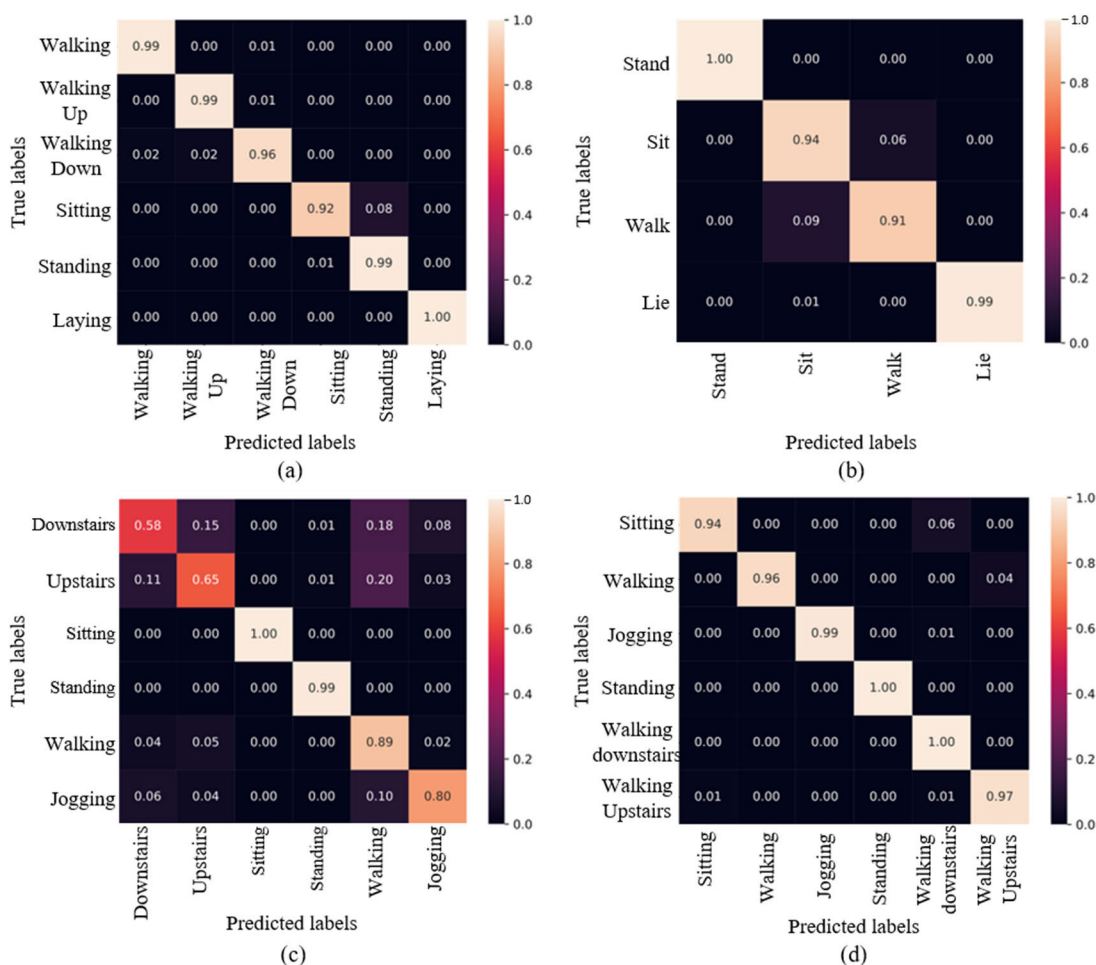 Walking 0.99 0.00 0.01 0.00 0.00 0.00 1.0
Walking
Up 0.00 0.99 0.01 0.00 0.00 0.00 0.8
Walking
Down 0.02 0.02 0.96 0.00 0.00 0.00 0.6
Sitting 0.00 0.00 0.00 0.92 0.08 0.00 0.4
Standing 0.00 0.00 0.00 0.01 0.99 0.00 0.2
Laying 0.00 0.00 0.00 0.00 0.00 1.00 0.0
True labels
Walking
Walking
Up
Walking
Down
Sitting
Standing
Laying
Predicted labels
(a)
Stand 1.00 0.00 0.00 0.00 1.0
Sit 0.00 0.94 0.06 0.00 0.8
0.6
Walk 0.00 0.09 0.91 0.00 0.4
0.2
Lie 0.00 0.01 0.00 0.99 0.0
True labels
Stand
Sit
Walk
Lie
Predicted labels
(b)
Downstairs 0.58 0.15 0.00 0.01 0.18 0.08 1.0
Upstairs 0.11 0.65 0.00 0.01 0.20 0.03 0.8
Sitting 0.00 0.00 1.00 0.00 0.00 0.00 0.6
Standing 0.00 0.00 0.00 0.99 0.00 0.00 0.4
Walking 0.04 0.05 0.00 0.00 0.89 0.02 0.2
Jogging 0.06 0.04 0.00 0.00 0.10 0.80 0.0
True labels
Downstairs
Upstairs
Sitting
Standing
Walking
Jogging
Predicted labels
(c)
Sitting 0.94 0.00 0.00 0.00 0.06 0.00 1.0
Walking 0.00 0.96 0.00 0.00 0.00 0.04 0.8
Jogging 0.00 0.00 0.99 0.00 0.01 0.00 0.6
Standing 0.00 0.00 0.00 1.00 0.00 0.00 0.4
Walking
downstairs 0.00 0.00 0.00 0.00 1.00 0.00 0.2
Walking
Upstairs 0.01 0.00 0.00 0.00 0.01 0.97 0.0
True labels
Sitting
Walking
Jogging
Standing
Walking
downstairs
Walking
Upstairs
Predicted labels
(d)